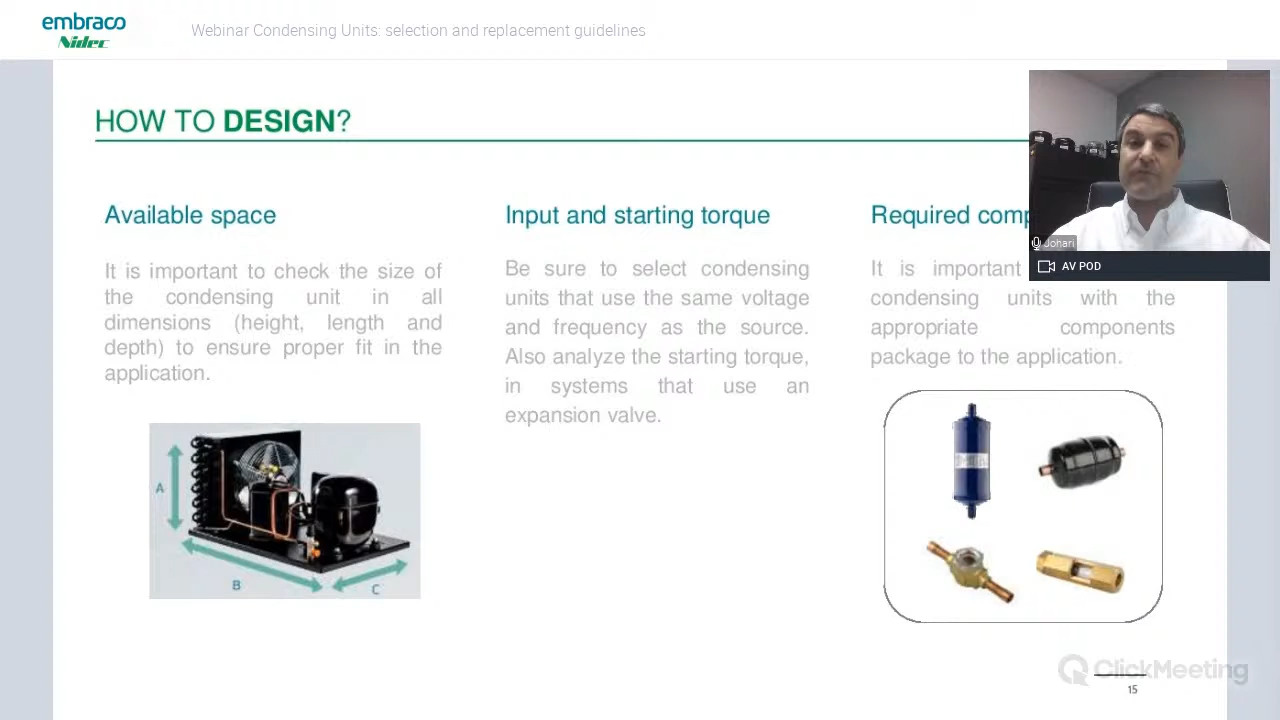 embraco
Nidec
Webinar Condensing Units: selection and replacement guidelines
HOW TO DESIGN?
Available space
It is important to check the size of
the condensing unit in all
dimensions (height, length and
depth) to ensure proper fit in the
application.
A
B
C
Input and starting torque
Be sure to select condensing
units that use the same voltage
and frequency as the source.
Also analyze the starting torque,
in systems that use an
expansion valve.
Required
It is important
condensing units with the
appropriate components
package to the application.
Johari
AV POD
ClickMeeting
15